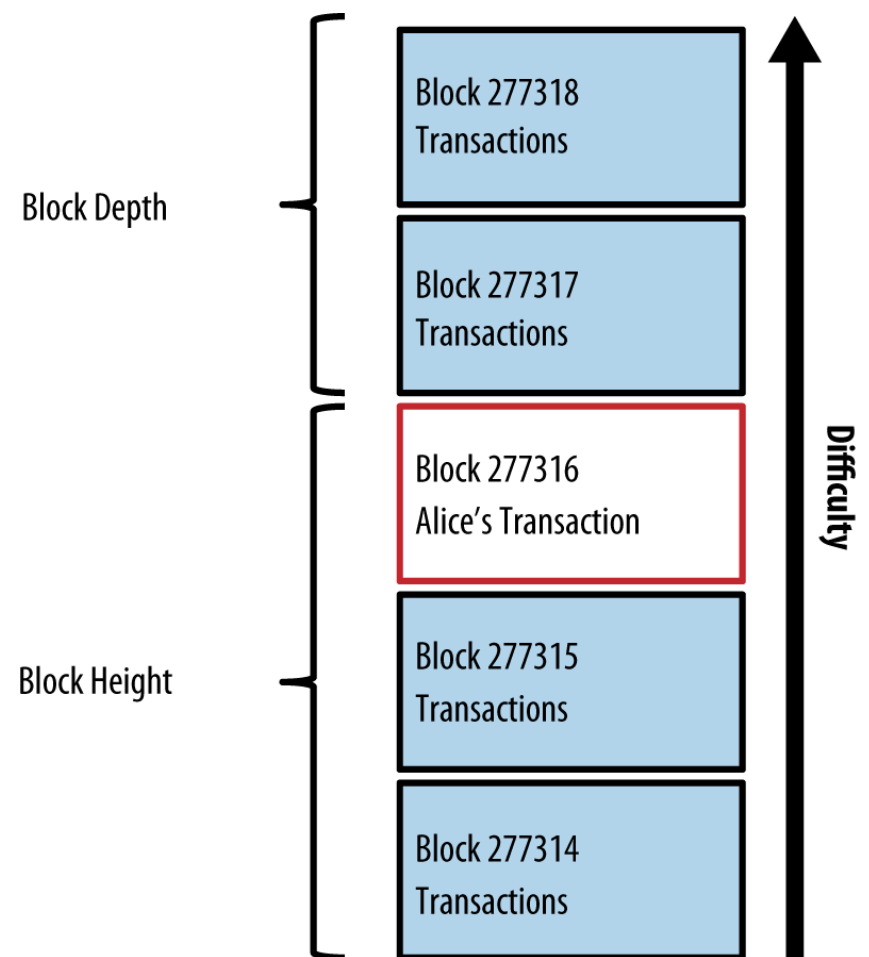 Block 277318
Transactions
Block Depth
Block 277317
Transactions
Block 277316
Alice’s Transaction
Difficulty
Block 277315
Transactions
Block Height
Block 277314
Transactions